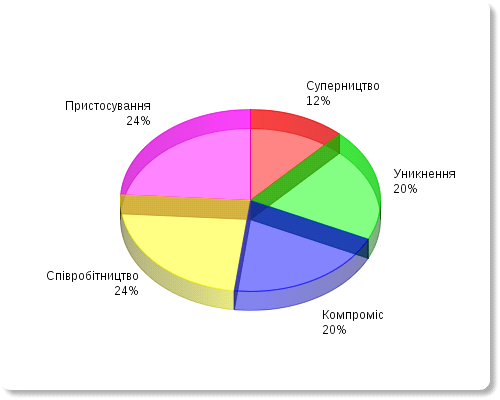 Суперництво
12%
Пристосування
24%
Уникнення
20%
Співробітництво
24%
Компроміс
20%